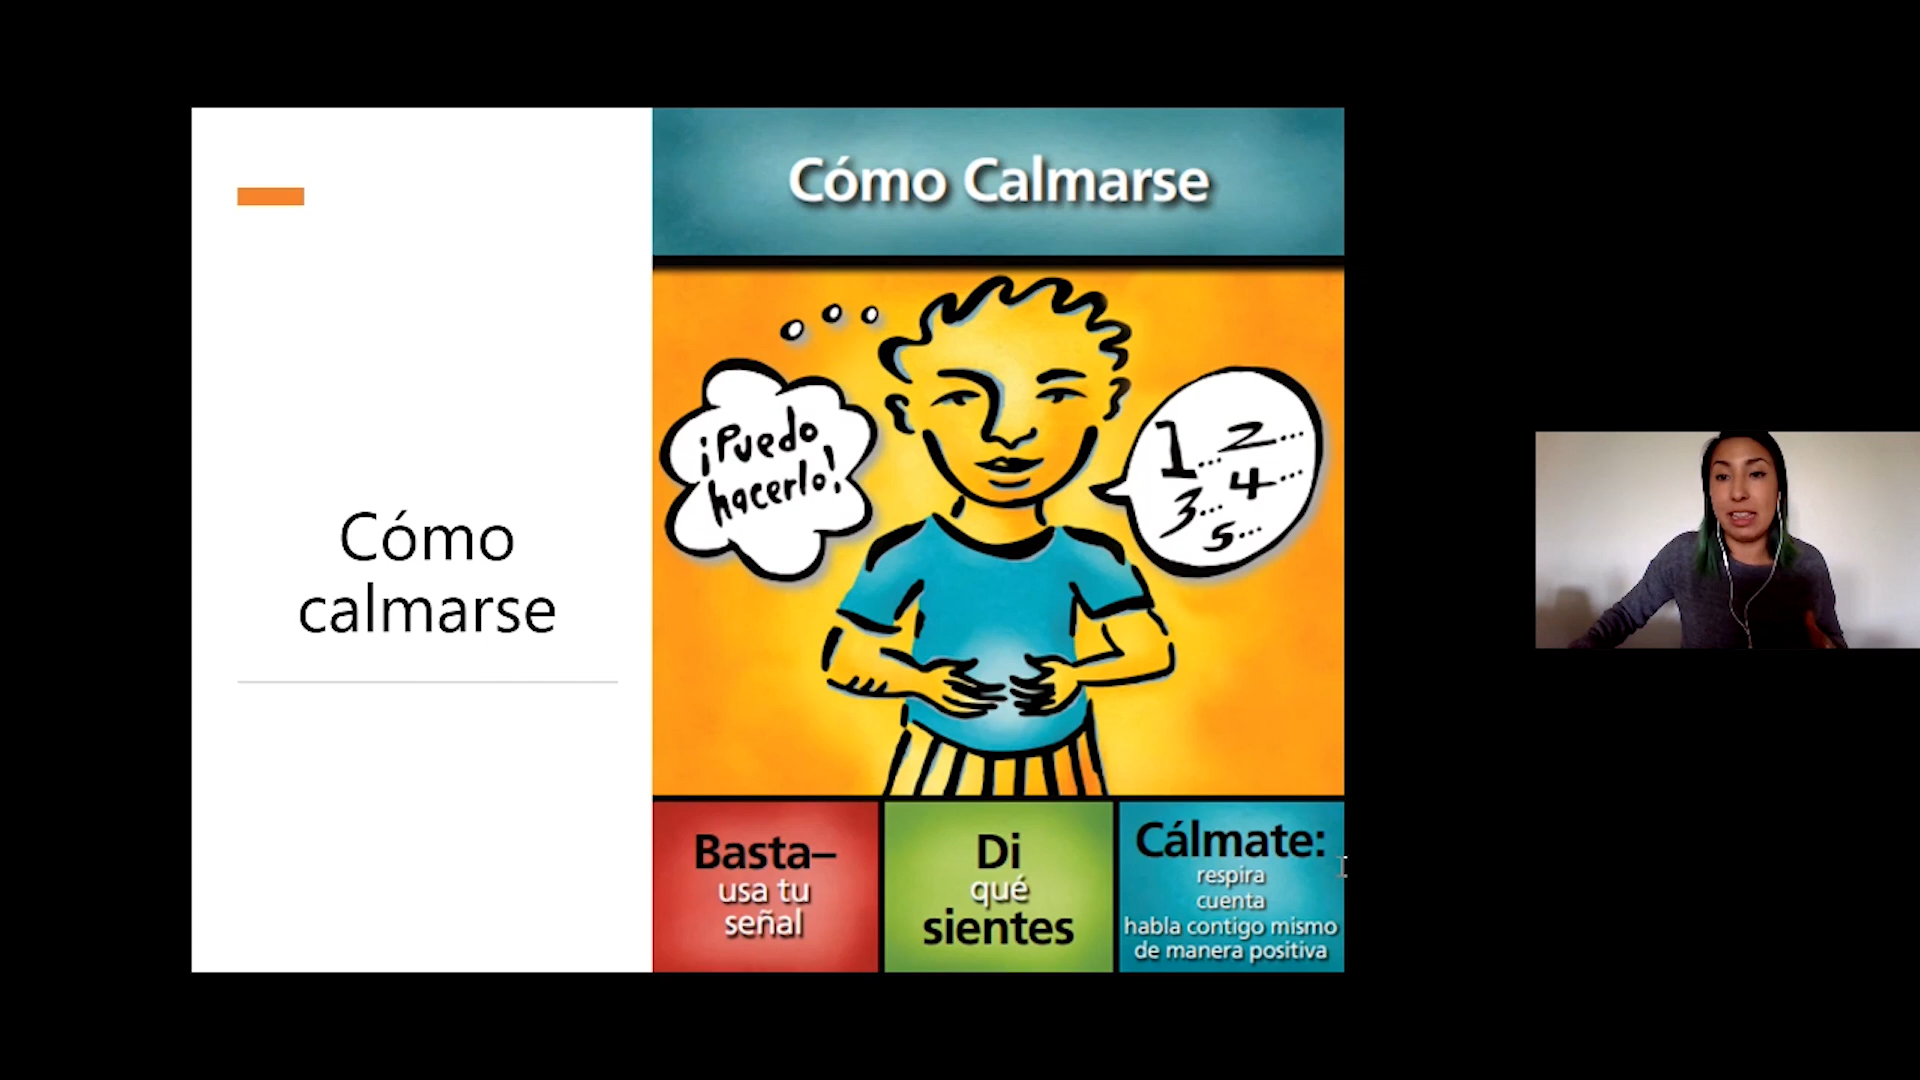 Cómo
calmarse
Cómo Calmarse
¡Puedo
hacerlo!
1... 2...
3... 4...
5...
Basta–
usa tu
señal
Di
qué
sientes
Cálmate:
respira
cuenta
habla contigo mismo
de manera positiva